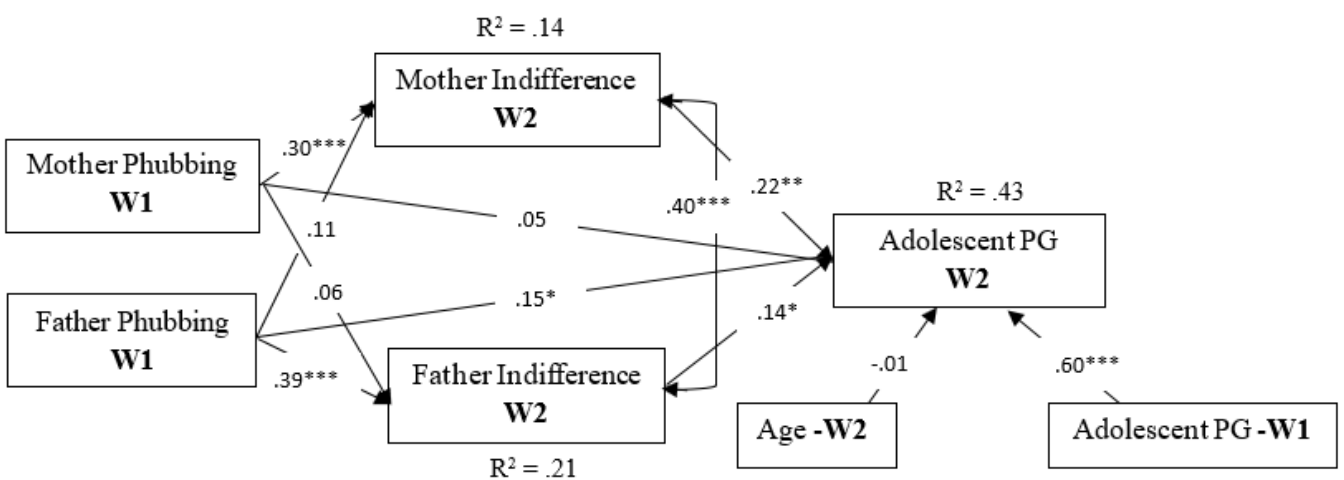 R² = .14
Mother Indifference
W2
Mother Phubbing
W1
.30***
.11
.05
.40***
.22**
R² = .43
Adolescent PG
W2
Father Phubbing
W1
.06
.15*
.14*
.39***
Father Indifference
W2
R² = .21
-.01
.60***
Age -W2
Adolescent PG -W1